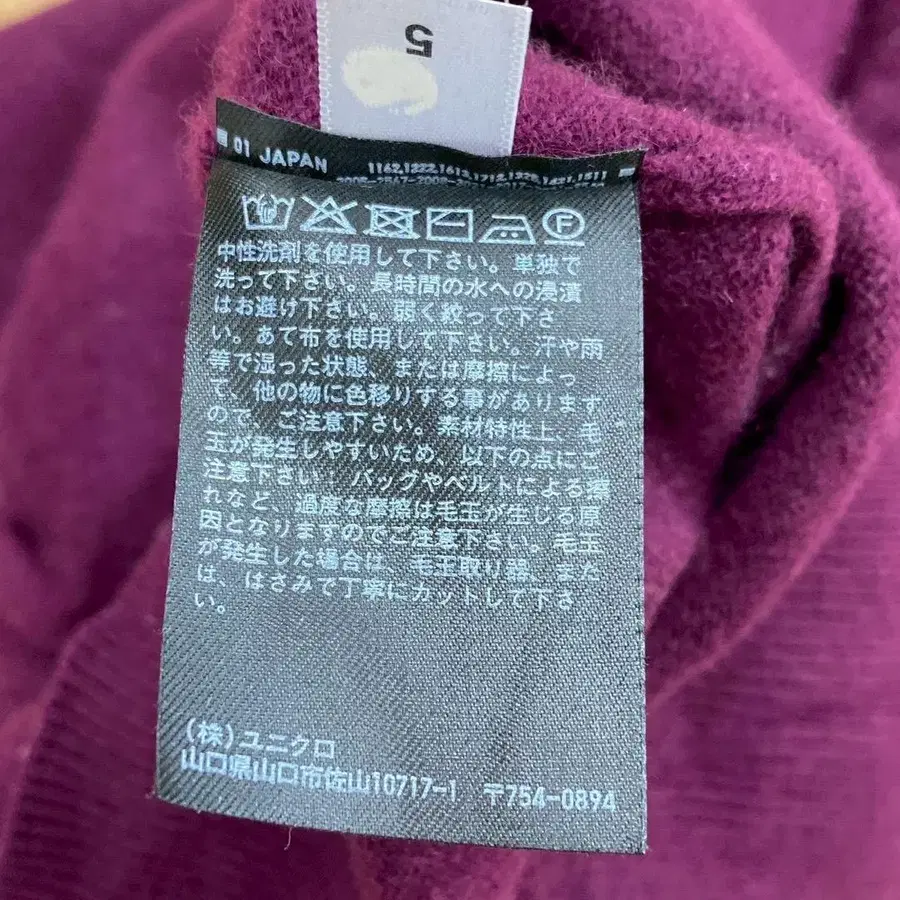 5
01 JAPAN
中性洗剤を使用して下さい。単独で
洗って下さい。長時間の水への浸漬
はお避け下さい。弱く絞って下さ
い。あて布を使用して下さい。汗や雨
等で湿った状態、または摩擦によっ
て、他の物に色移りする事があります
ので、ご注意下さい。素材特性上、毛
玉が発生しやすいため、以下の点にご
注意下さい。バッグやベルトによる擦
れなど、過度な摩擦は毛玉が生じる原
因となりますのでご注意下さい。毛玉
が発生した場合は、毛玉取り器、また
は、はさみで丁寧にカットして下さ
い。
(株)ユニクロ
山口県山口市佐山10717-1 〒754-0894